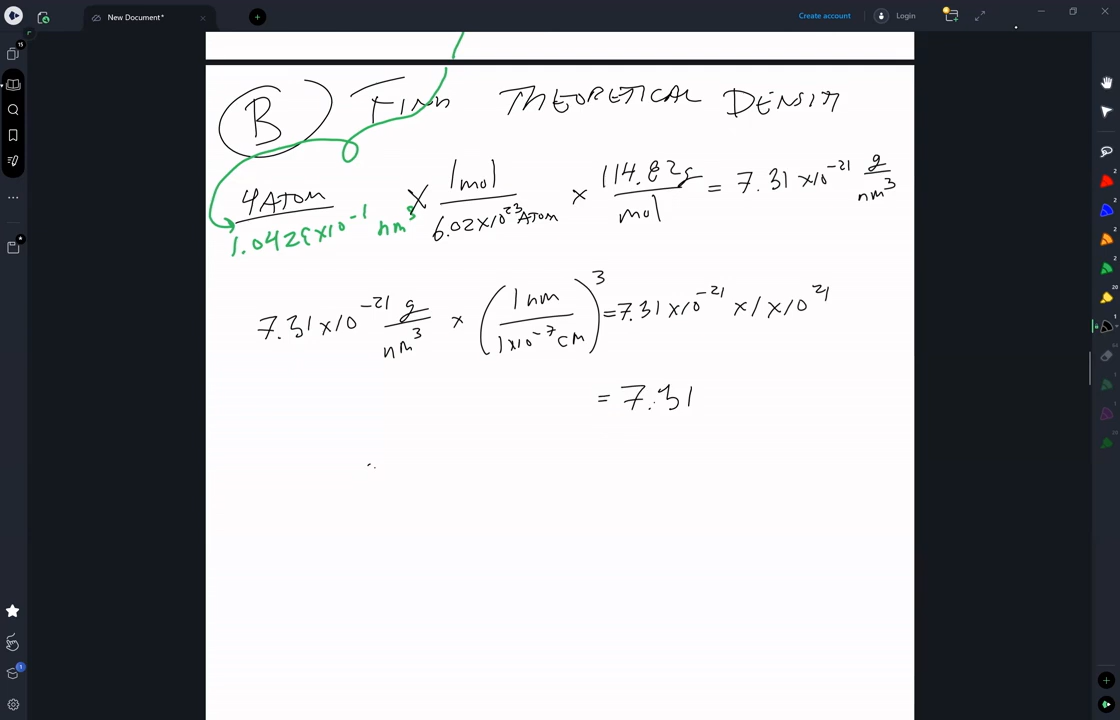 New Document*
Create account
Login
B FIND THEORETICAL DENSITY
4 ATOM / 1.0429x10^-1 nm^3 x 1 mol / 6.02x10^23 ATOM x 114.82g / mol = 7.31 x10^-21 g / nm^3
7.31 x10^-21 g / nm^3 x (1 nm / 1x10^-7 cm)^3 = 7.31 x10^-21 x 1 x10^21
= 7.31